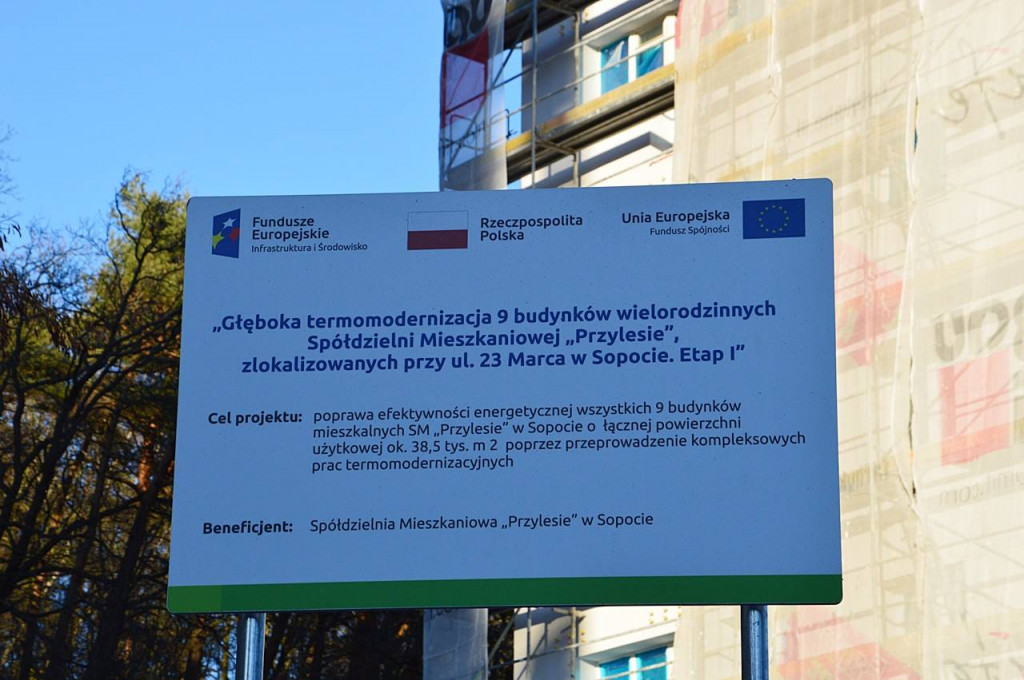 Fundusze
Europejskie
Infrastruktura i Środowisko
Rzeczpospolita
Polska
Unia Europejska
Fundusz Spójności
„Głęboka termomodernizacja 9 budynków wielorodzinnych
Spółdzielni Mieszkaniowej „Przylesie”,
zlokalizowanych przy ul. 23 Marca w Sopocie. Etap I”
Cel projektu: poprawa efektywności energetycznej wszystkich 9 budynków
mieszkalnych SM „Przylesie” w Sopocie o łącznej powierzchni
użytkowej ok. 38,5 tys. m 2 poprzez przeprowadzenie kompleksowych
prac termomodernizacyjnych
Beneficjent: Spółdzielnia Mieszkaniowa „Przylesie” w Sopocie